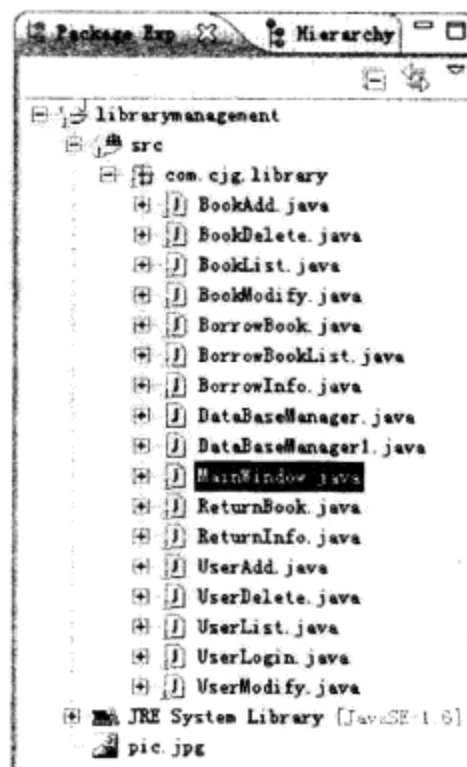 Package Exp Hierarchy
librarymanagement
src
com.cjg.library
BookAdd.java
BookDelete.java
BookList.java
BookModify.java
BorrowBook.java
BorrowBookList.java
BorrowInfo.java
DataBaseManager.java
DataBaseManager1.java
MainWindow.java
ReturnBook.java
ReturnInfo.java
UserAdd.java
UserDelete.java
UserList.java
UserLogin.java
UserModify.java
JRE System Library [JavaSE-1.6]
pic.jpg